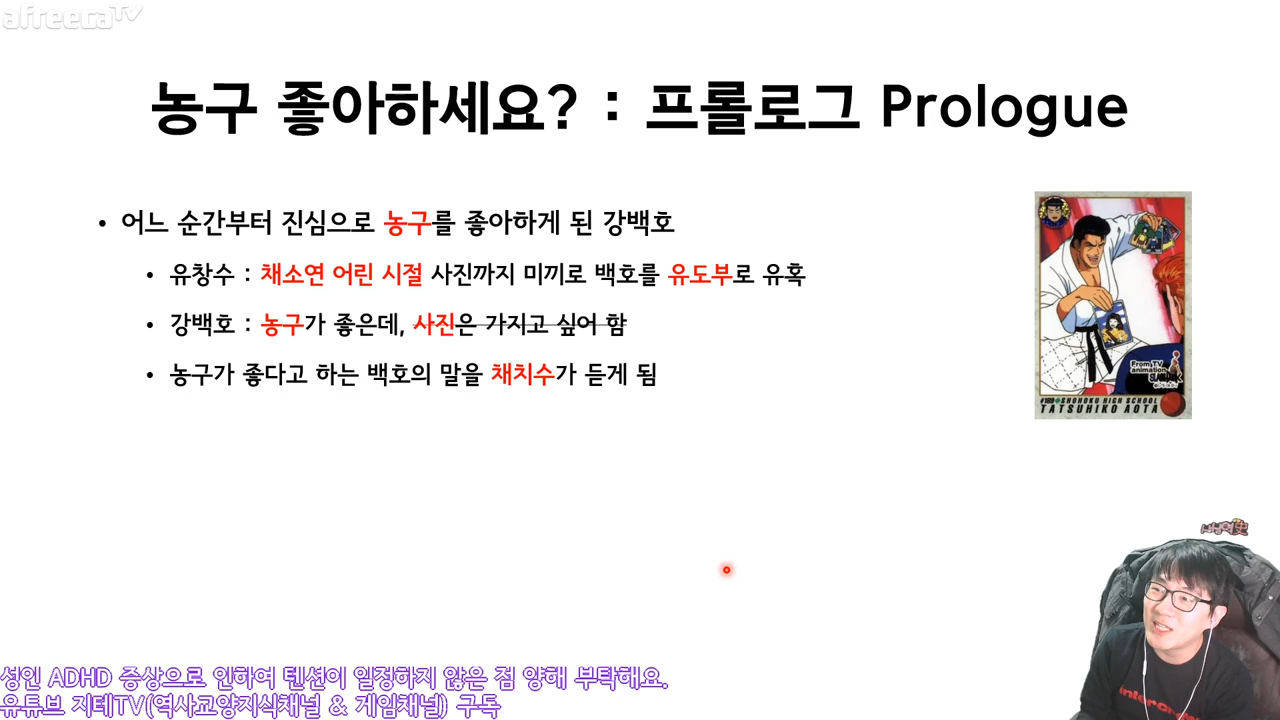 afreecaTV
농구 좋아하세요? : 프롤로그 Prologue
• 어느 순간부터 진심으로 농구를 좋아하게 된 강백호
• 유창수 : 채소연 어린 시절 사진까지 미끼로 백호를 유도부로 유혹
• 강백호 : 농구가 좋은데, 사진은 가지고 싶어 함
• 농구가 좋다고 하는 백호의 말을 채치수가 듣게 됨
From TV
animation
#189 SHOHOKU HIGH SCHOOL
TATSUHIKO AOTA
성인 ADHD 증상으로 인하여 텐션이 일정하지 않은 점 양해 부탁해요.
유튜브 지테TV(역사교양지식채널 & 게임채널) 구독